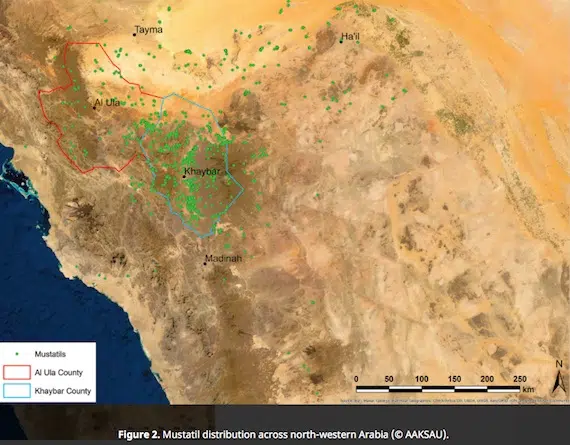 Tayma
Ha'il
Al Ula
Khaybar
Madinah
Mustatils
Al Ula County
Khaybar County
N
0 50 100 150 200 250
km
Figure 2. Mustatil distribution across north-western Arabia (© AAKSAU).